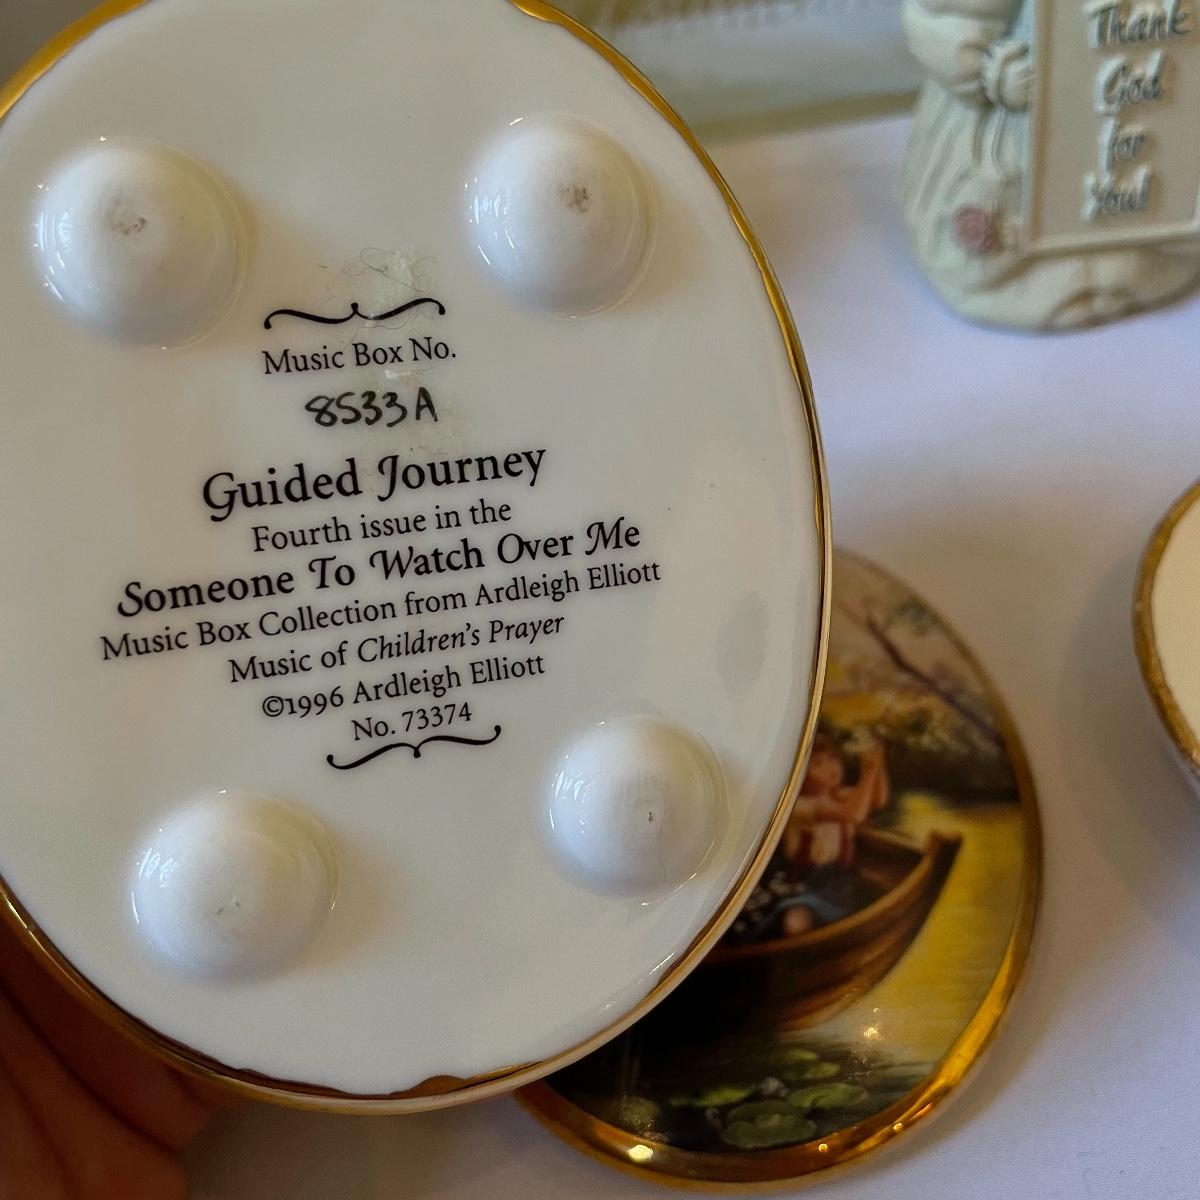 Music Box No.
8533A
Guided Journey
Fourth issue in the
Someone To Watch Over Me
Music Box Collection from Ardleigh Elliott
Music of Children's Prayer
©1996 Ardleigh Elliott
No. 73374
Thank
God
for
You!